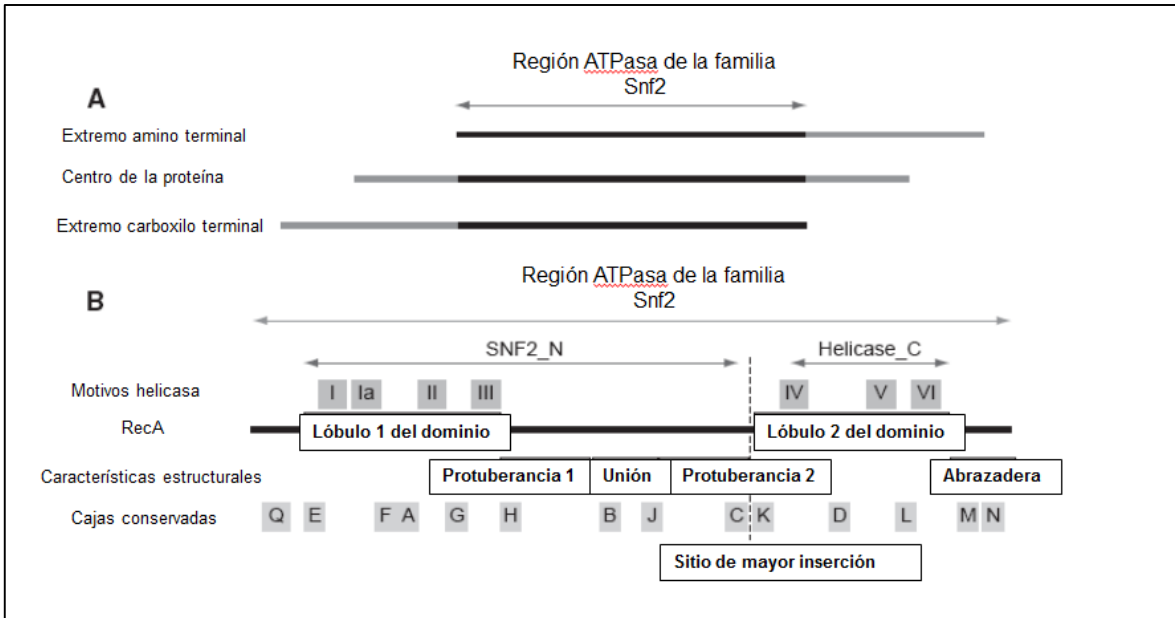 Región ATPasa de la familia
Snf2
A
Extremo amino terminal
Centro de la proteína
Extremo carboxilo terminal
Región ATPasa de la familia
Snf2
B
SNF2_N Helicase_C
Motivos helicasa I Ia II III IV V VI
RecA Lóbulo 1 del dominio Lóbulo 2 del dominio
Características estructurales Protuberancia 1 Unión Protuberancia 2 Abrazadera
Cajas conservadas Q E F A G H B J C K D L M N
Sitio de mayor inserción